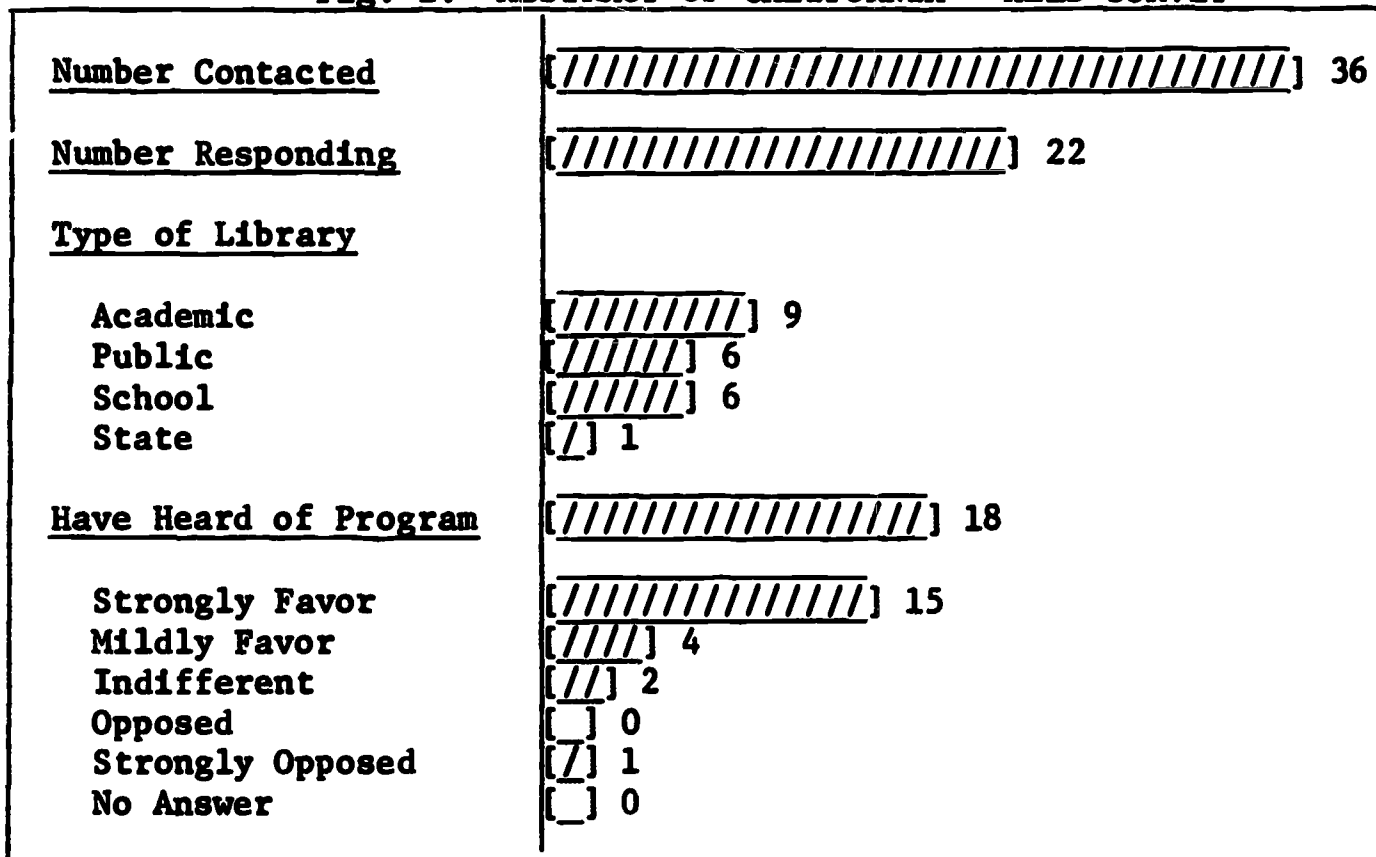 Number Contacted [////////////////////////////////////] 36
Number Responding [//////////////////////] 22
Type of Library
Academic [/////////] 9
Public [//////] 6
School [//////] 6
State [/] 1
Have Heard of Program [//////////////////] 18
Strongly Favor [///////////////] 15
Mildly Favor [////] 4
Indifferent [//] 2
Opposed [_] 0
Strongly Opposed [/] 1
No Answer [_] 0